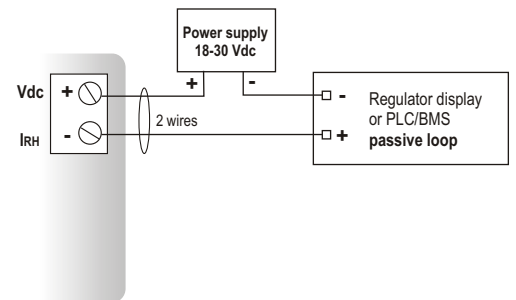 Power supply
18-30 Vdc
+ -
Vdc + 
- Regulator display
or PLC/BMS
+ passive loop
2 wires
IRH -